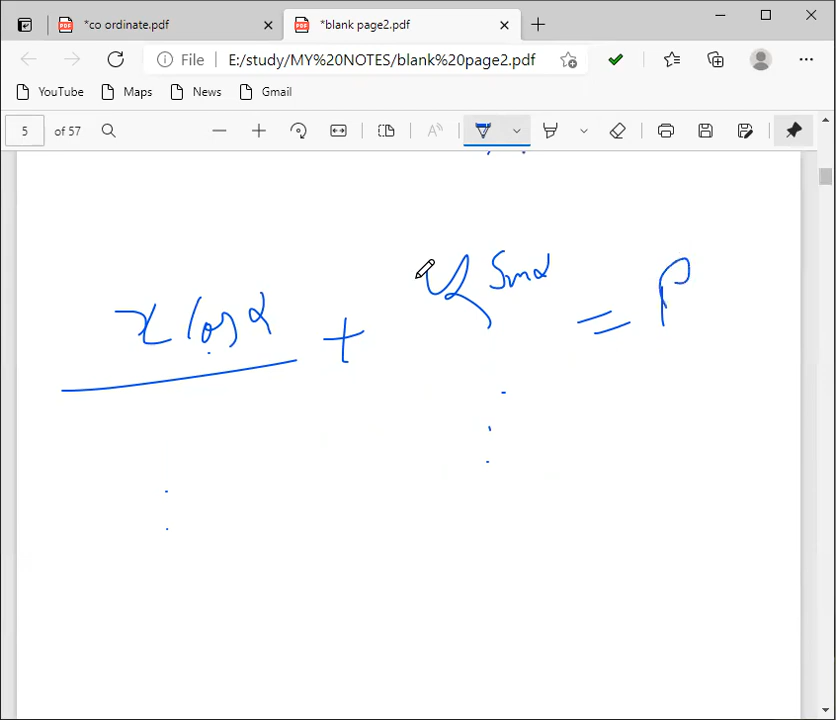 *co ordinate.pdf
*blank page2.pdf
File E:/study/MY%20NOTES/blank%20page2.pdf
YouTube Maps News Gmail
5 of 57
x cos α + y sin α = P